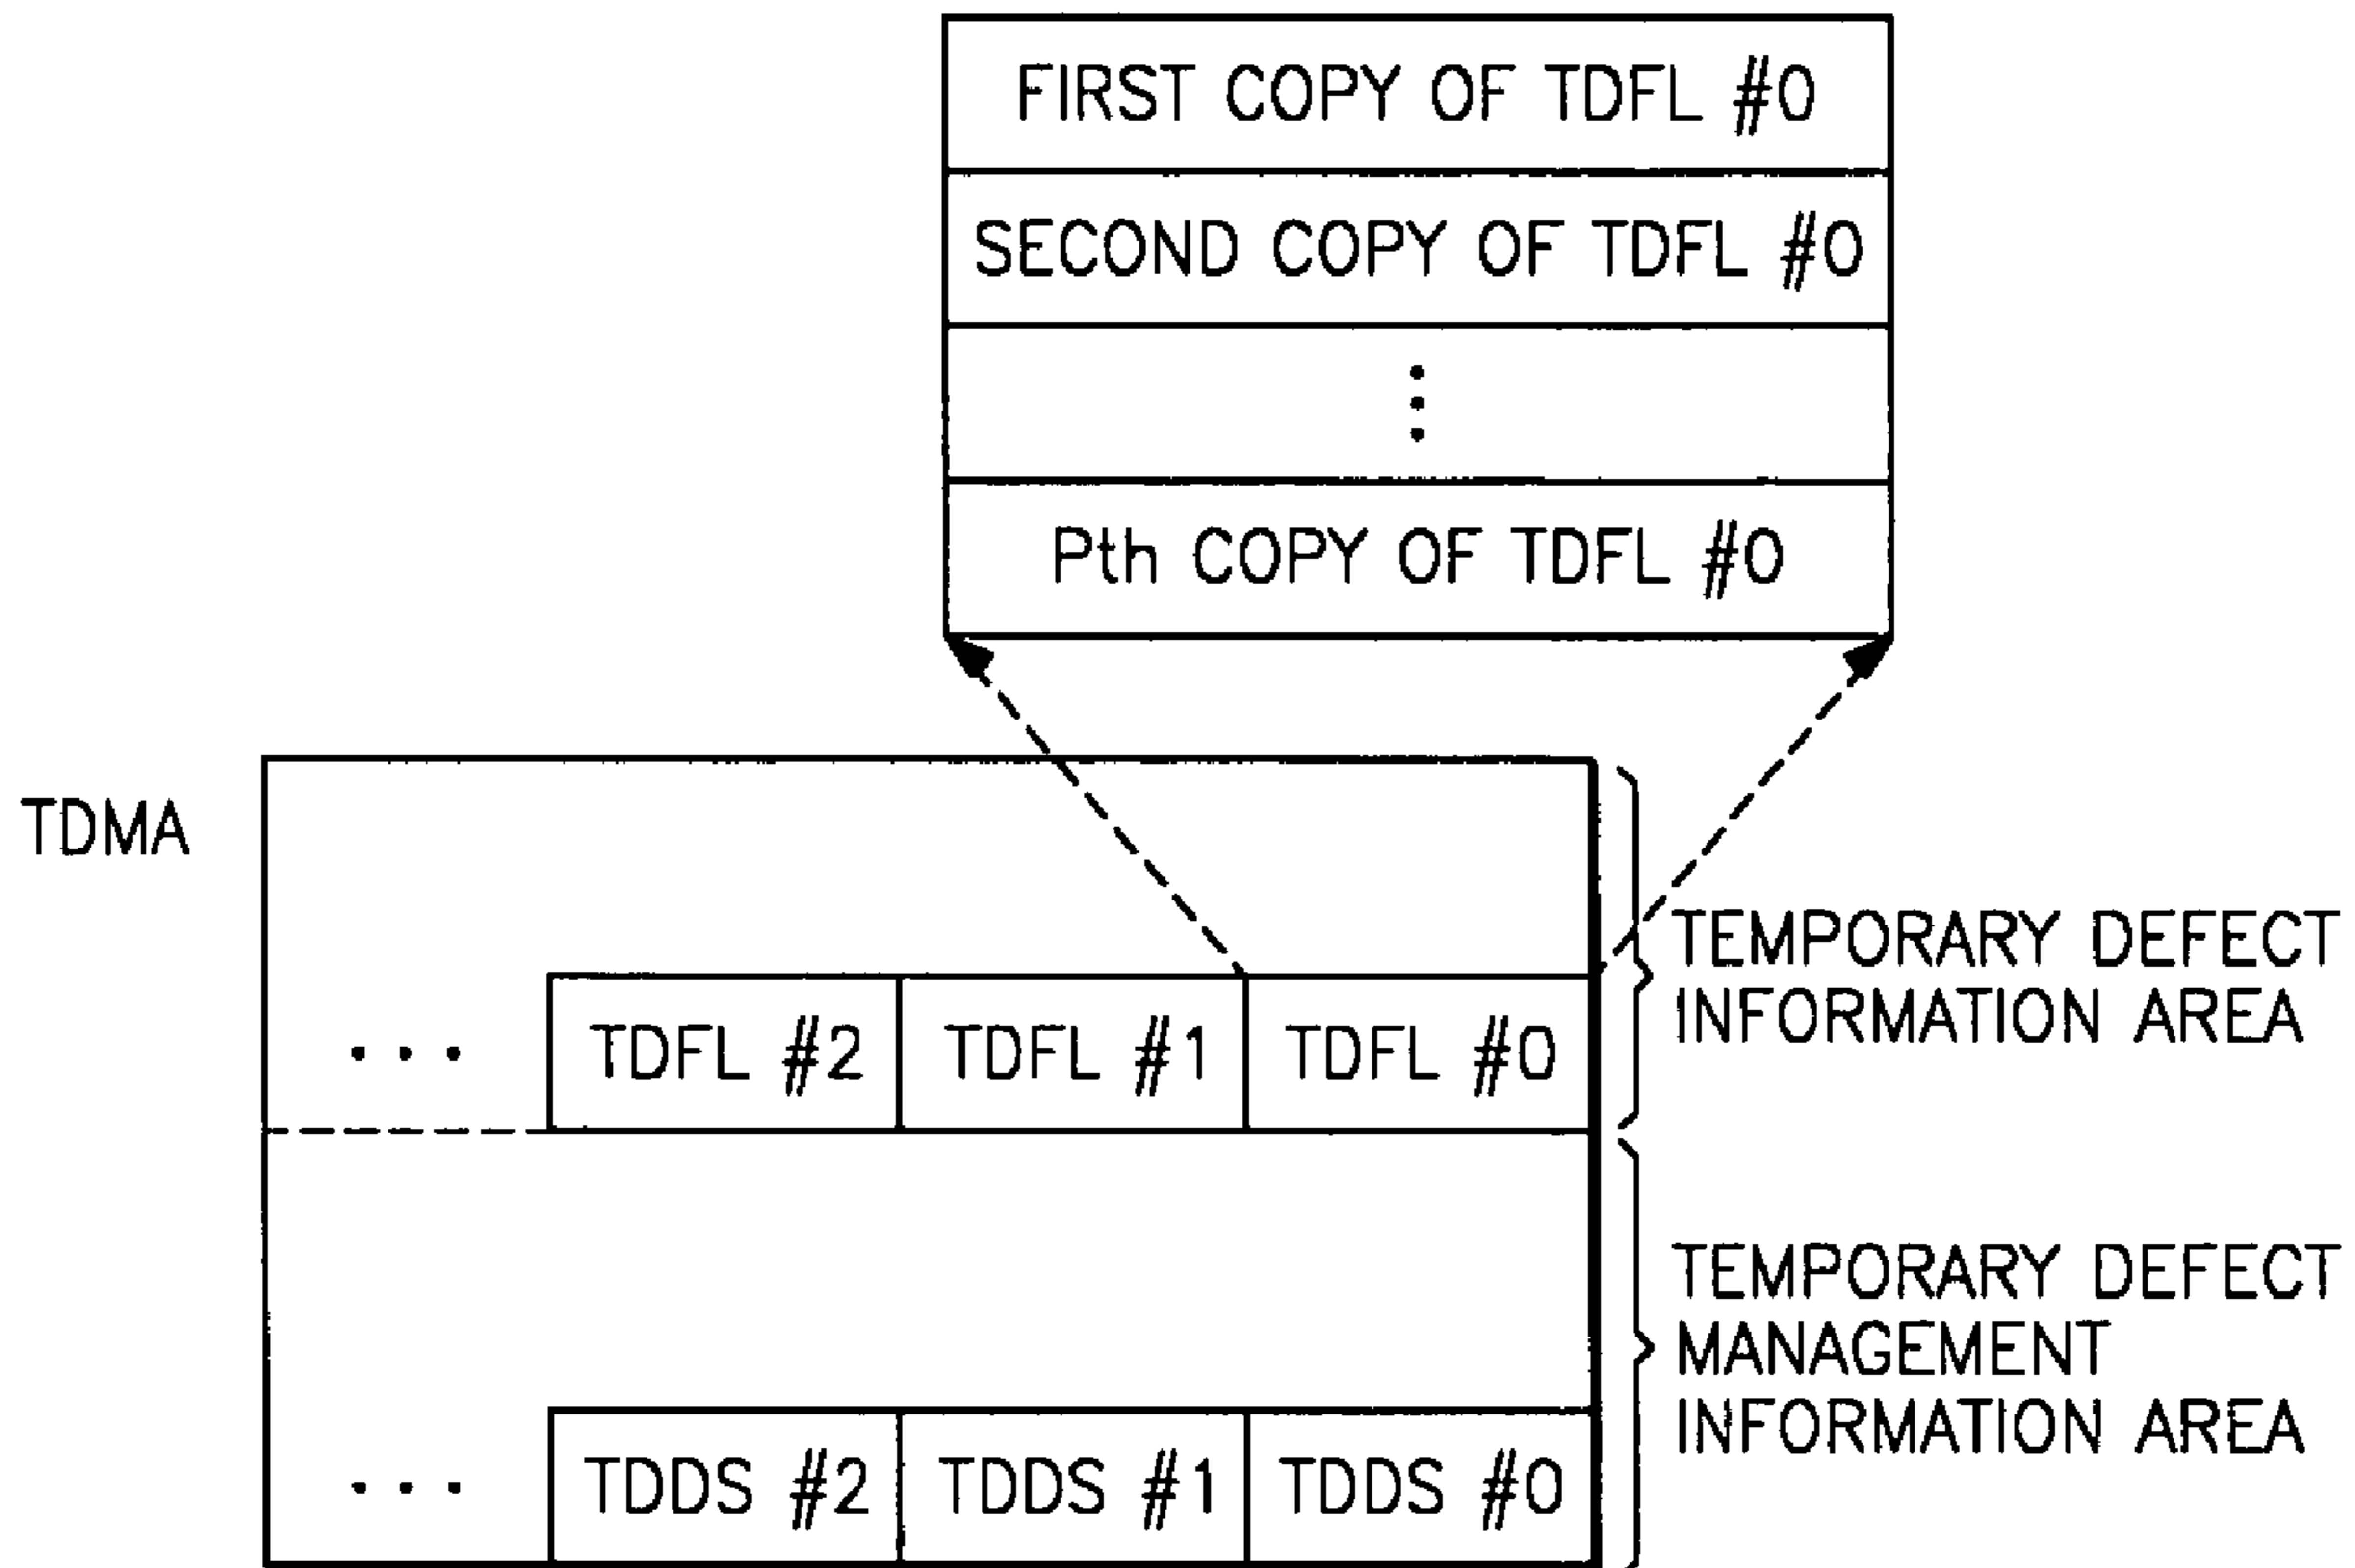 FIRST COPY OF TDFL #0
SECOND COPY OF TDFL #0
⋮
Pth COPY OF TDFL #0
TDMA
TEMPORARY DEFECT
INFORMATION AREA
... TDFL #2 TDFL #1 TDFL #0
TEMPORARY DEFECT
MANAGEMENT
INFORMATION AREA
... TDDS #2 TDDS #1 TDDS #0